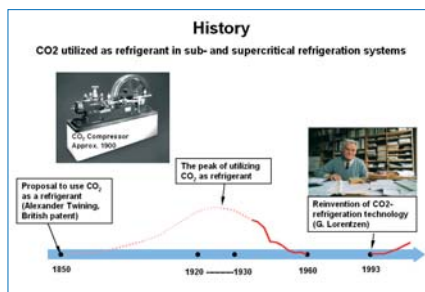 History
CO2 utilized as refrigerant in sub- and supercritical refrigeration systems
CO₂ Compressor
Approx. 1900
The peak of utilizing
CO₂ as refrigerant
Proposal to use CO₂
as a refrigerant
(Alexander Twining,
British patent)
Reinvention of CO2-
refrigeration technology
(G. Lorentzen)
1850
1920 ----------1930
1960
1993